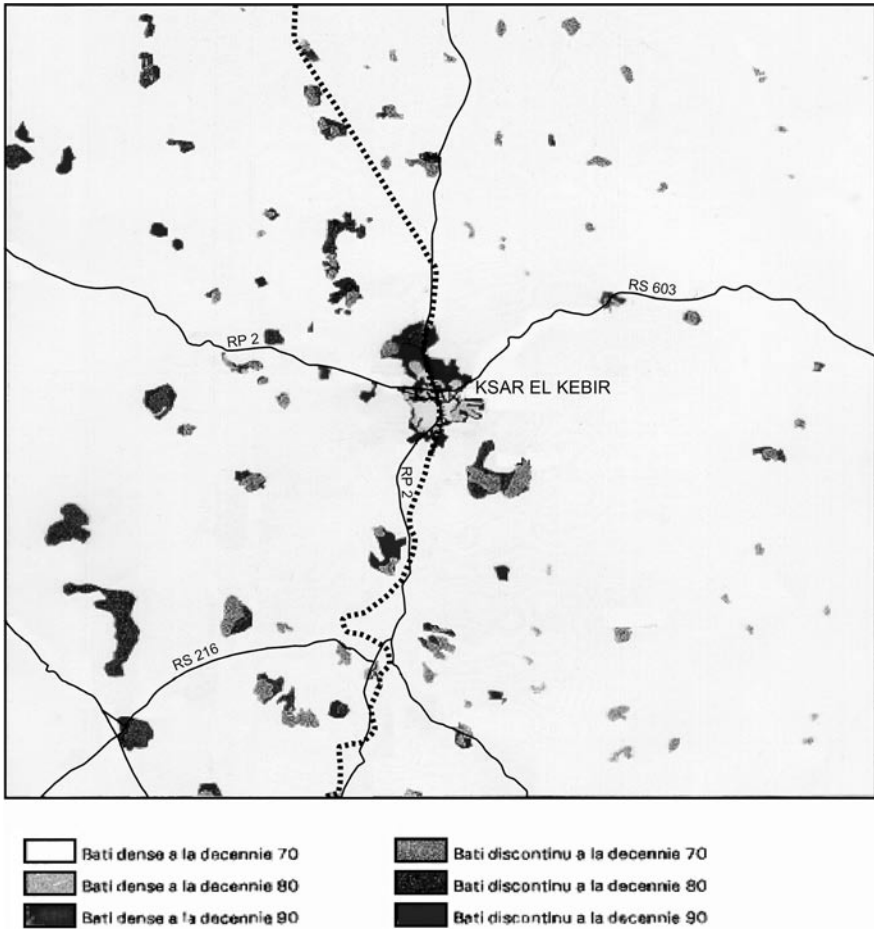 RS 603
RP 2
KSAR EL KEBIR
RP 2
RS 216
Bati dense a la decennie 70
Bati discontinu a la decennie 70
Bati dense a la decennie 80
Bati discontinu a la decennie 80
Bati dense a la decennie 90
Bati discontinu a la decennie 90